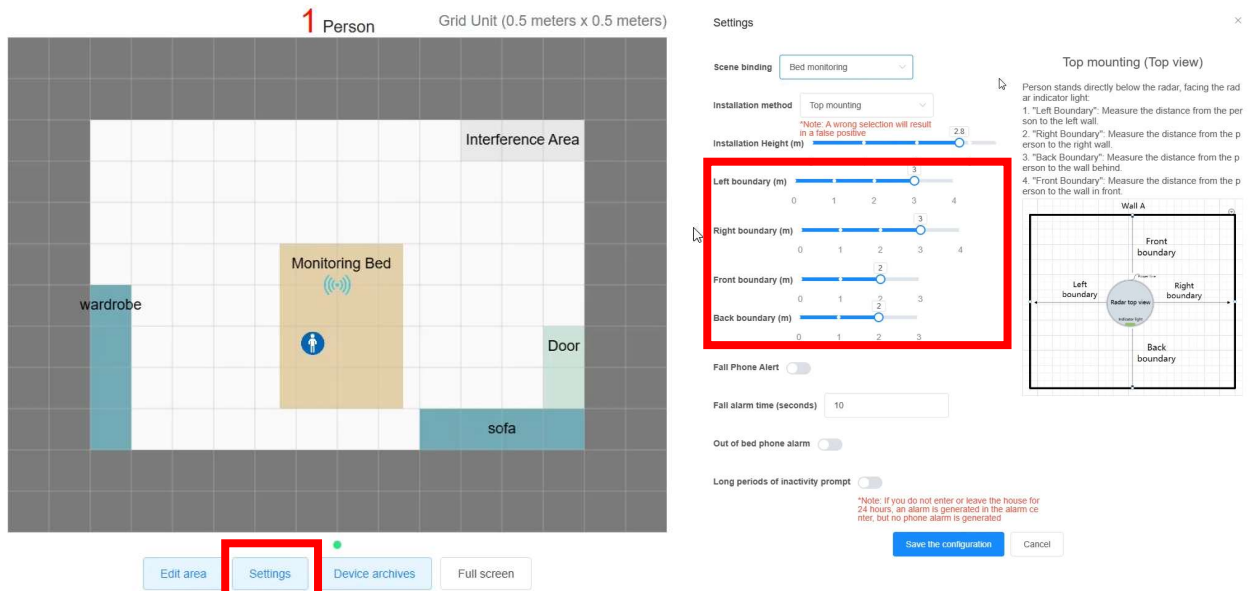 1 Person
Grid Unit (0.5 meters x 0.5 meters)
Interference Area
Monitoring Bed
wardrobe
Door
sofa
Edit area
Settings
Device archives
Full screen
Settings
Scene binding
Bed monitoring
Installation method
Top mounting
*Note: A wrong selection will result
in a false positive
Installation Height (m)
2.8
Left boundary (m)
3
0 1 2 3 4
Right boundary (m)
3
0 1 2 3 4
Front boundary (m)
2
0 1 2 3
Back boundary (m)
2
0 1 2 3
Fall Phone Alert
Fall alarm time (seconds)
10
Out of bed phone alarm
Long periods of inactivity prompt
*Note: If you do not enter or leave the house for
24 hours, an alarm is generated in the alarm ce
nter, but no phone alarm is generated
Save the configuration
Cancel
Top mounting (Top view)
Person stands directly below the radar, facing the rad
ar indicator light:
1. "Left Boundary": Measure the distance from the per
son to the left wall.
2. "Right Boundary": Measure the distance from the p
erson to the right wall.
3. "Back Boundary": Measure the distance from the p
erson to the wall behind.
4. "Front Boundary": Measure the distance from the p
erson to the wall in front.
Wall A
Front
boundary
Left
boundary
Right
boundary
Radar top view
indicator light
Back
boundary